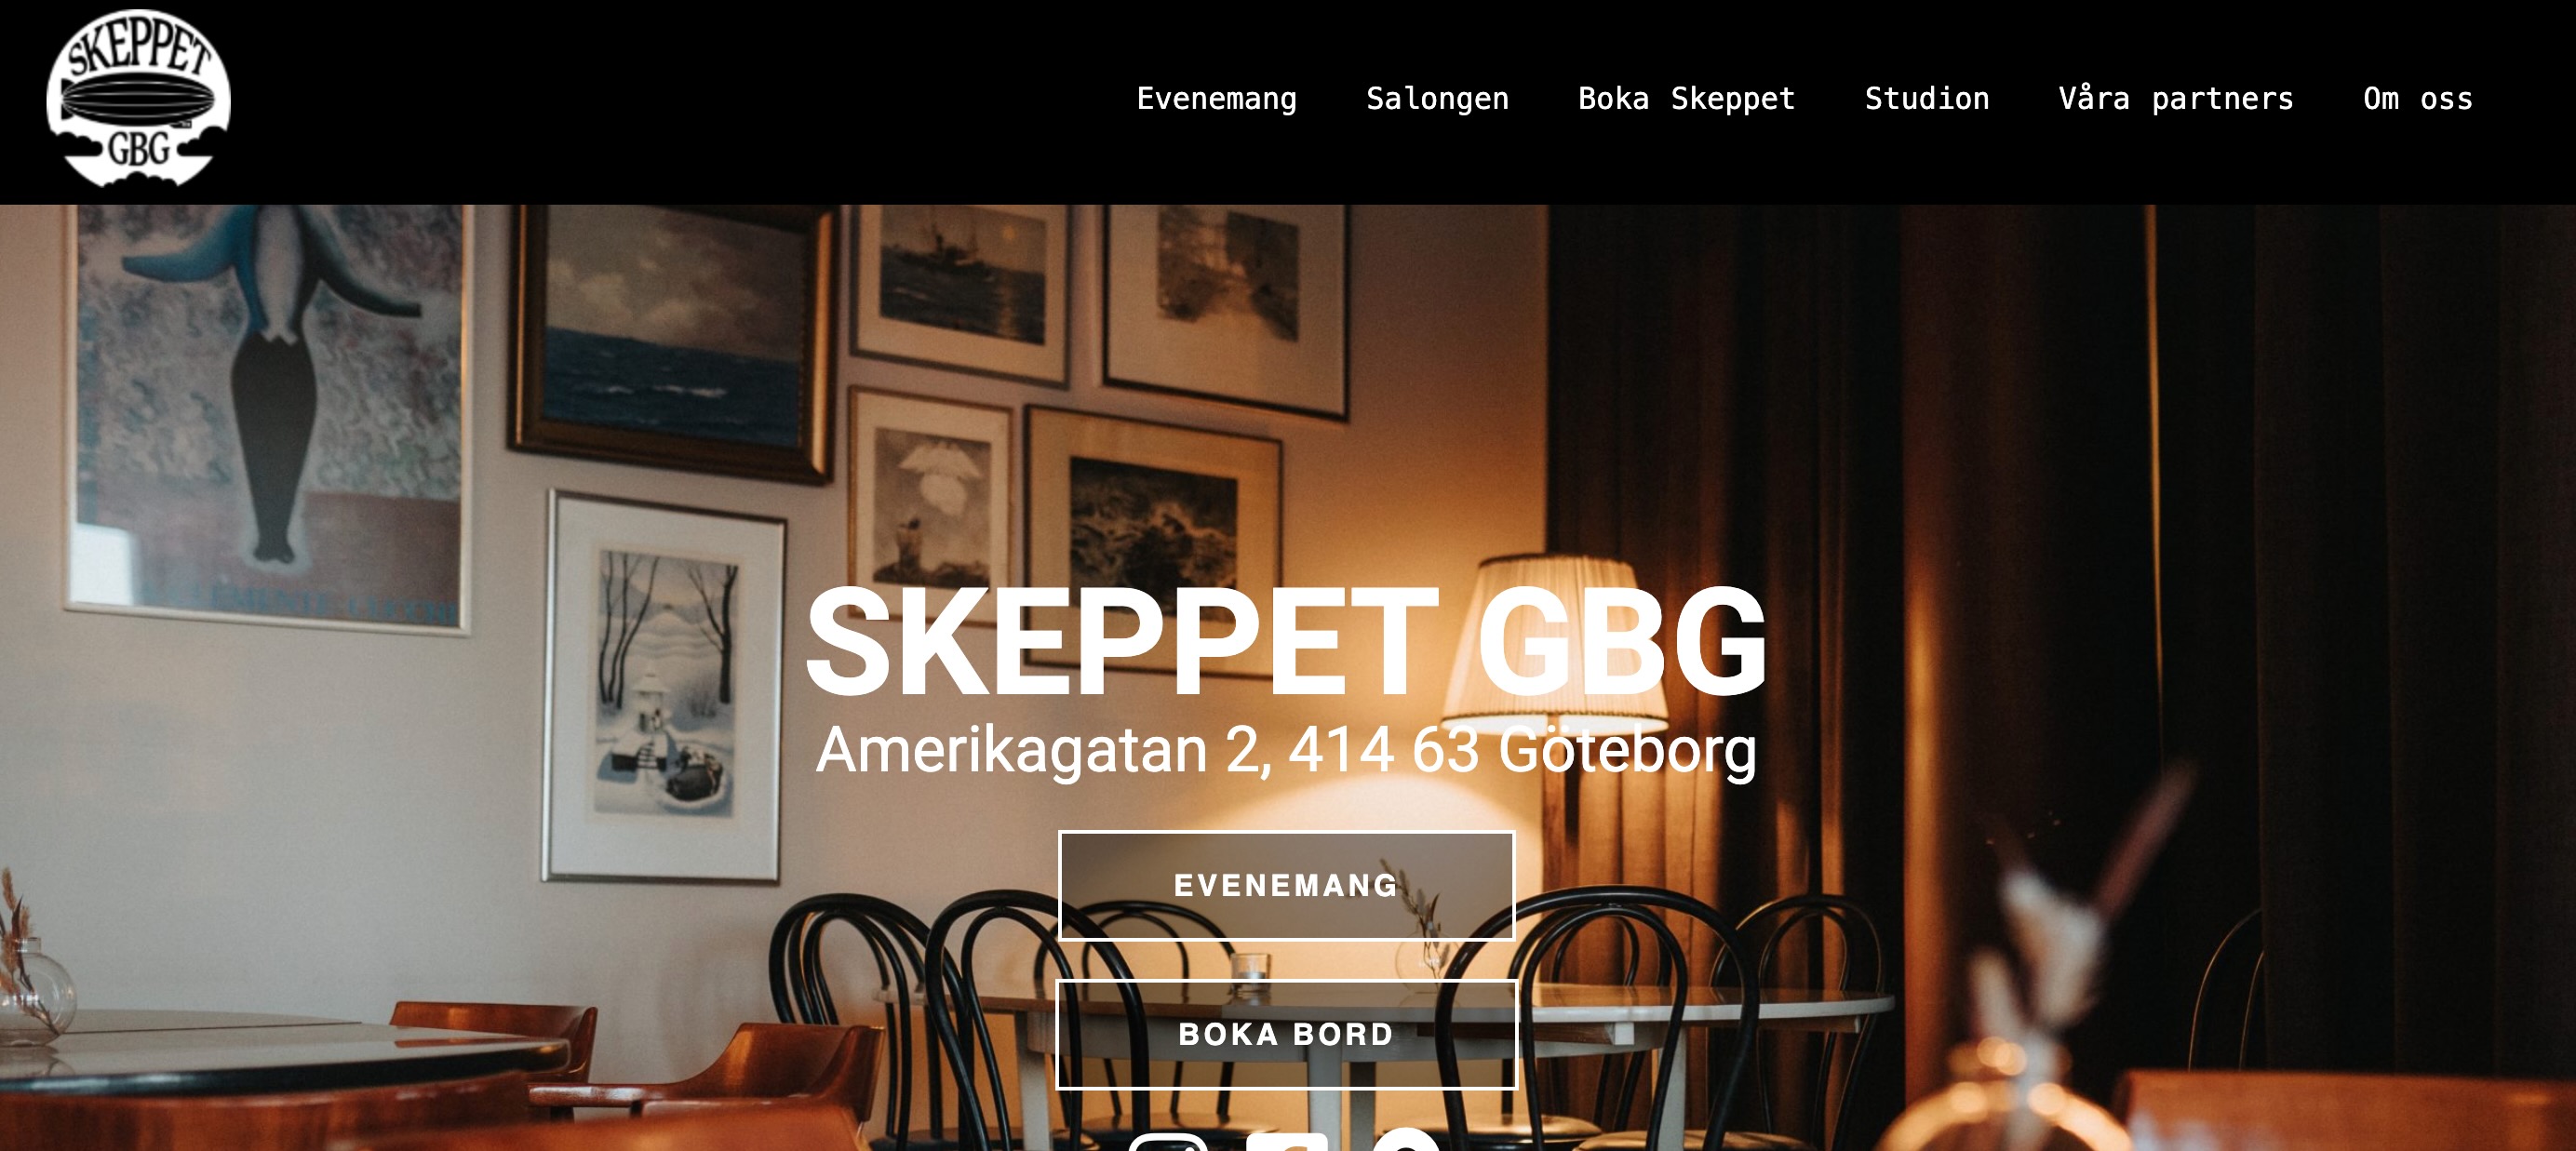 SKEPPET
GBG
Evenemang
Salongen
Boka Skeppet
Studion
Våra partners
Om oss
SKEPPET GBG
Amerikagatan 2, 414 63 Göteborg
EVENEMANG
BOKA BORD